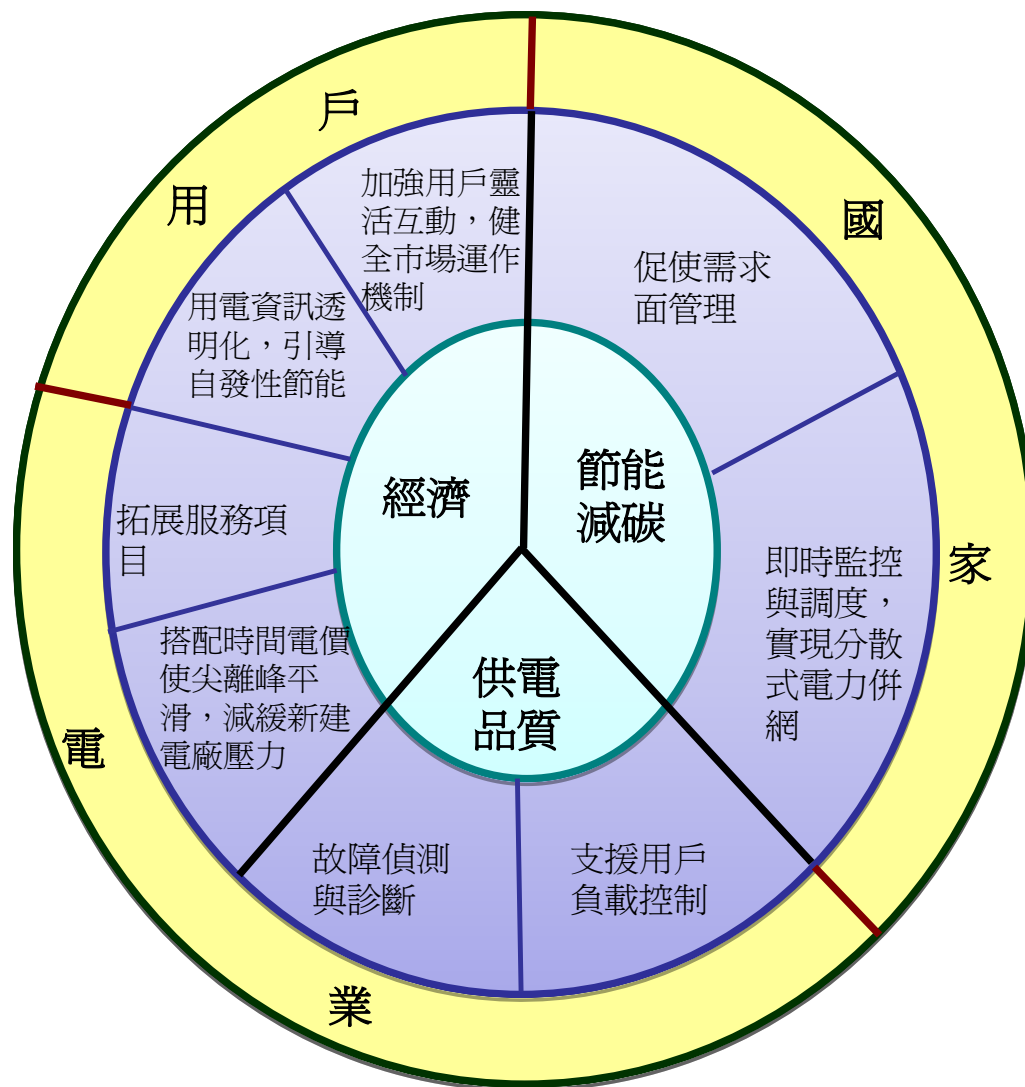 用
戶
國
家
電
業
加強用戶靈
活互動，健
全市場運作
機制
用電資訊透
明化，引導
自發性節能
拓展服務項
目
搭配時間電價
使尖離峰平
滑，減緩新建
電廠壓力
故障偵測
與診斷
支援用戶
負載控制
促使需求
面管理
即時監控
與調度，
實現分散
式電力併
網
經濟
節能
減碳
供電
品質